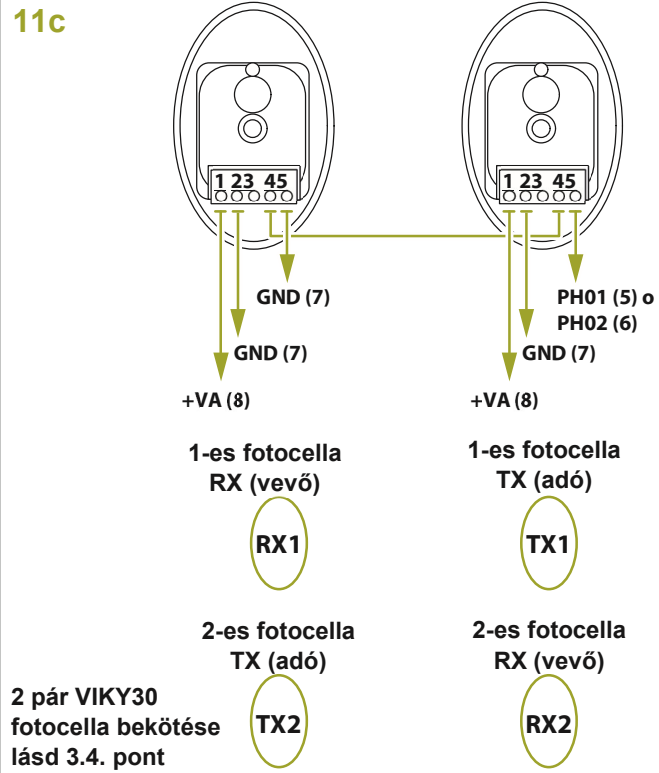 11c
1 23 45
1 23 45
GND (7)
PH01 (5) o
PH02 (6)
GND (7)
GND (7)
+VA (8)
+VA (8)
1-es fotocella
RX (vevő)
1-es fotocella
TX (adó)
RX1
TX1
2-es fotocella
TX (adó)
2-es fotocella
RX (vevő)
2 pár VIKY30
fotocella bekötése
lásd 3.4. pont
TX2
RX2